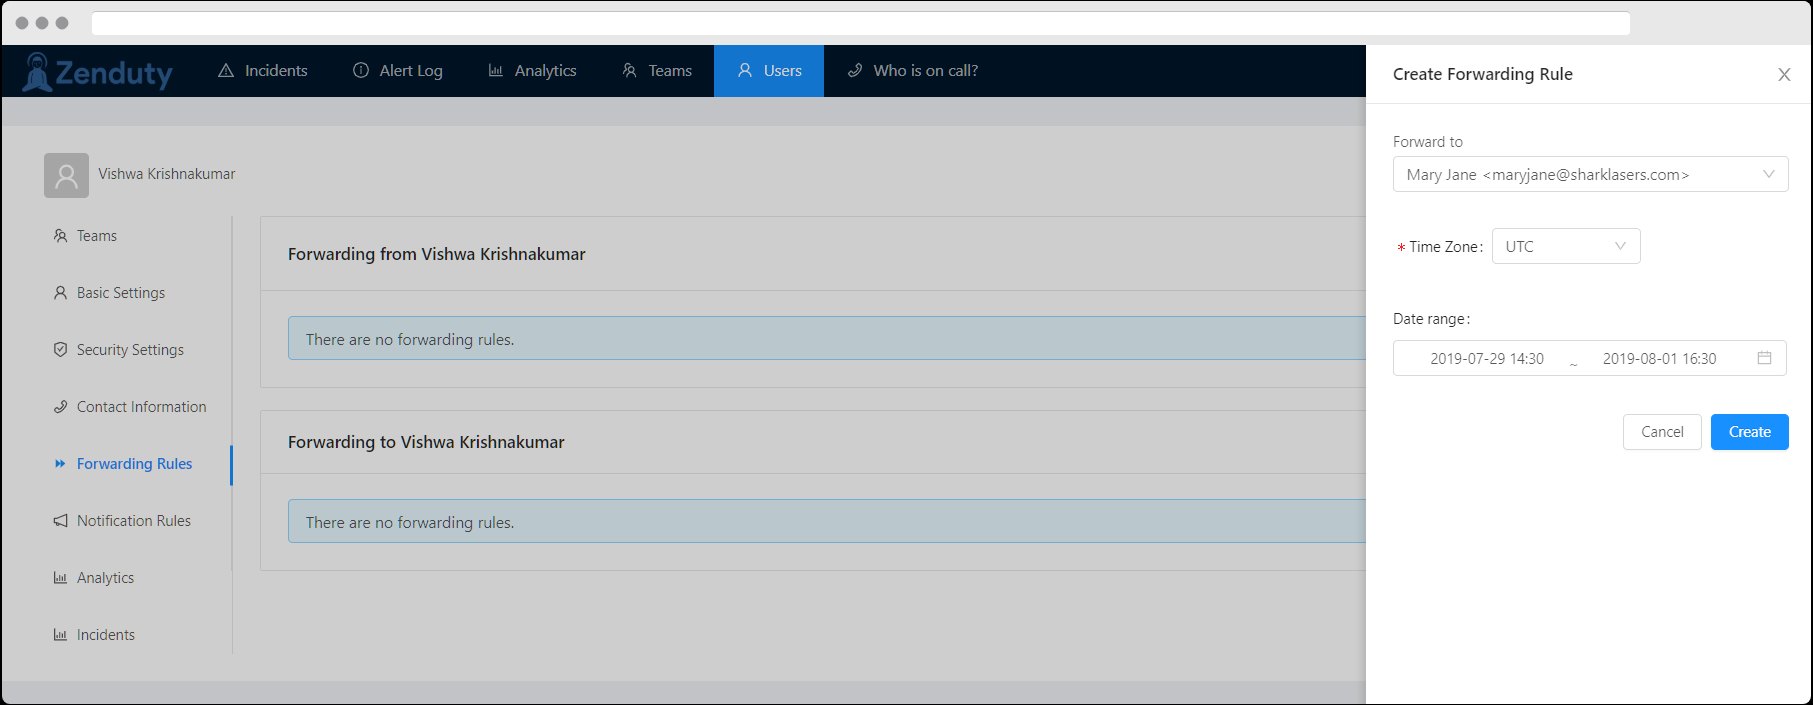 Zenduty
Incidents
Alert Log
Analytics
Teams
Users
Who is on call?
Vishwa Krishnakumar
Teams
Basic Settings
Security Settings
Contact Information
Forwarding Rules
Notification Rules
Analytics
Incidents
Forwarding from Vishwa Krishnakumar
There are no forwarding rules.
Forwarding to Vishwa Krishnakumar
There are no forwarding rules.
Create Forwarding Rule
Forward to
Mary Jane <maryjane@sharklasers.com>
* Time Zone: UTC
Date range:
2019-07-29 14:30 ~ 2019-08-01 16:30
Cancel Create